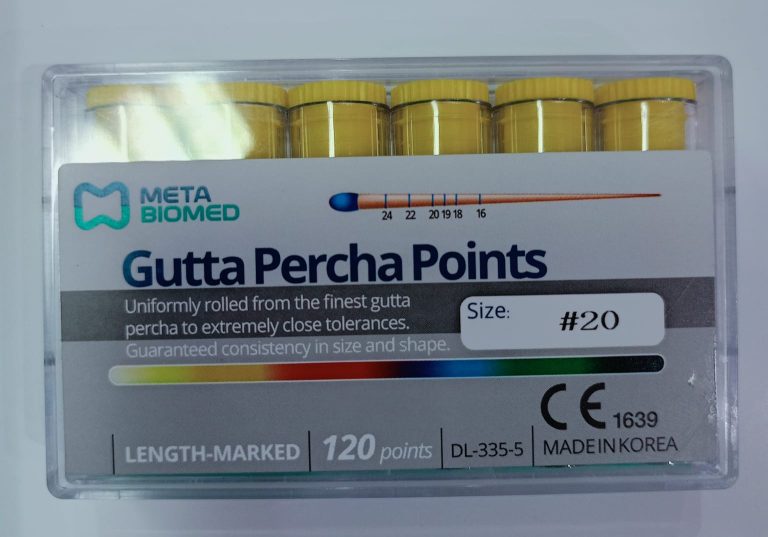 META
BIOMED
24 22 20 19 18 16
Gutta Percha Points
Uniformly rolled from the finest gutta
percha to extremely close tolerances.
Guaranteed consistency in size and shape.
Size: #20
CE 1639
LENGTH-MARKED 120 points DL-335-5 MADE IN KOREA